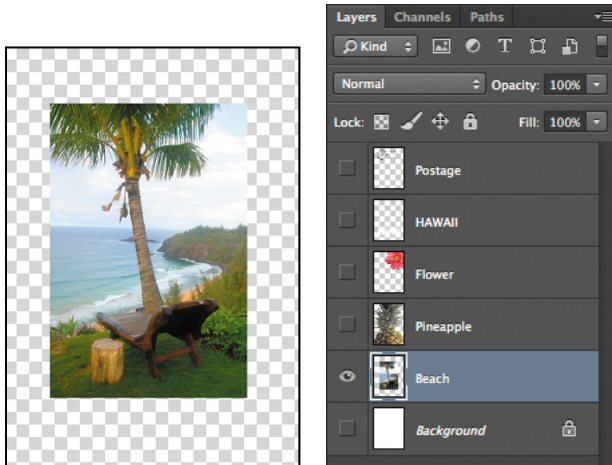 Layers Channels Paths
Kind
Normal Opacity: 100%
Lock: Fill: 100%
Postage
HAWAII
Flower
Pineapple
Beach
Background